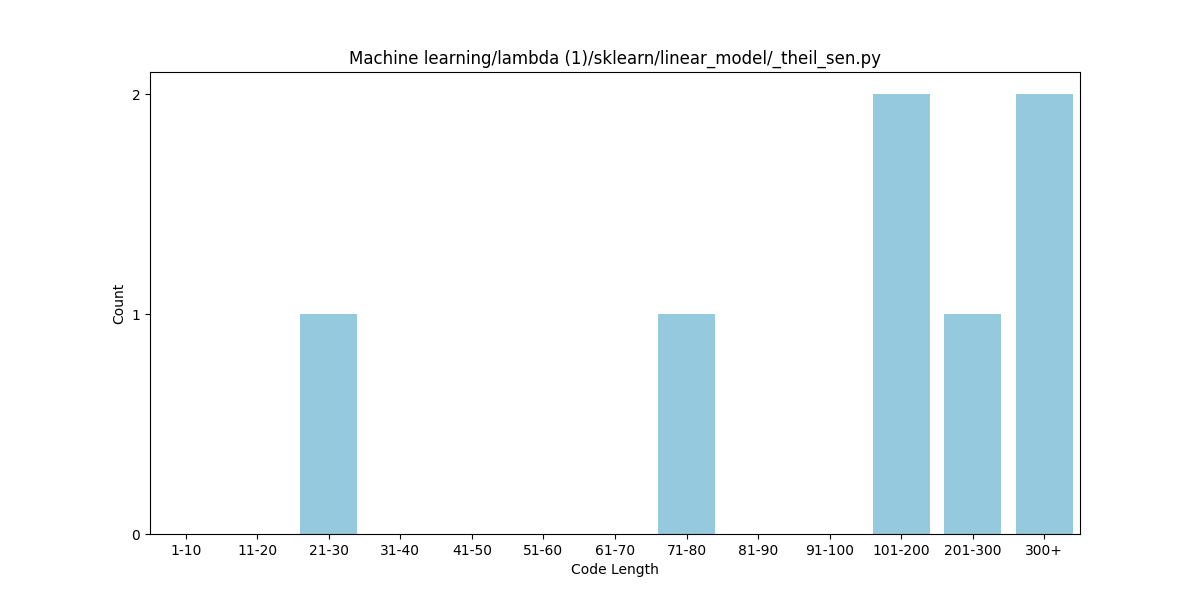 Machine learning/lambda (1)/sklearn/linear_model/_theil_sen.py
2
1
0
Count
1-10 11-20 21-30 31-40 41-50 51-60 61-70 71-80 81-90 91-100 101-200 201-300 300+
Code Length